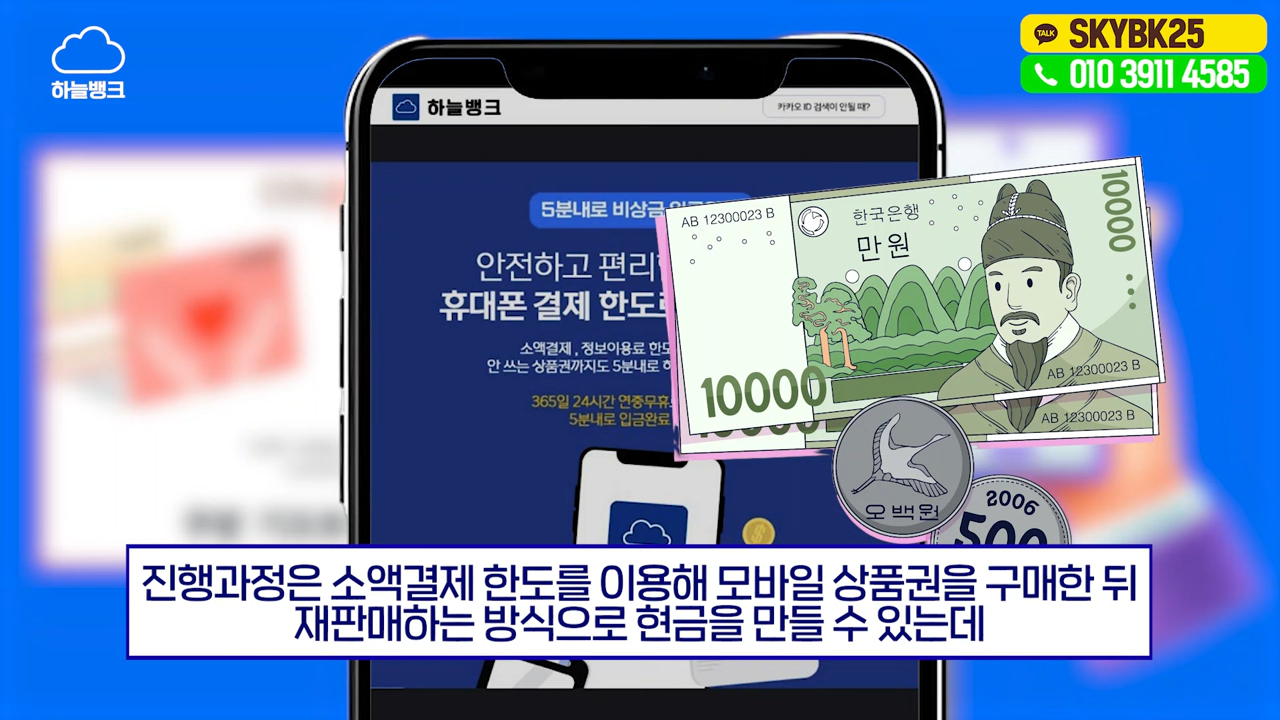 하늘뱅크
TALK SKYBK25
010 3911 4585
하늘뱅크
카카오 ID 검색이 안될 때?
5분내로 비상금
안전하고 편리
휴대폰 결제 한도
소액결제 , 정보이용료 한도
안 쓰는 상품권까지도 5분내로
365일 24시간 연중무휴
5분내로 입금완료
AB 12300023 B
한국은행
만 원
10000
10000
AB 12300023 B
10000
AB 12300023 B
오백원
2006
500
진행과정은 소액결제 한도를 이용해 모바일 상품권을 구매한 뒤
재판매하는 방식으로 현금을 만들 수 있는데